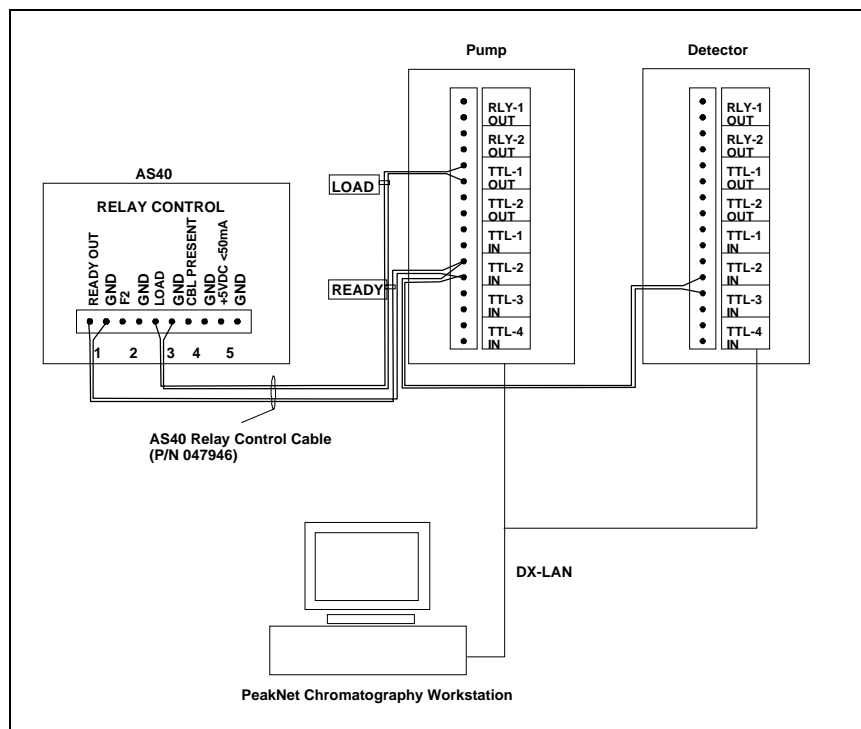 Pump
Detector
RLY-1
OUT
RLY-2
OUT
TTL-1
OUT
TTL-2
OUT
TTL-1
IN
TTL-2
IN
TTL-3
IN
TTL-4
IN
RLY-1
OUT
RLY-2
OUT
TTL-1
OUT
TTL-2
OUT
TTL-1
IN
TTL-2
IN
TTL-3
IN
TTL-4
IN
AS40
LOAD
READY
RELAY CONTROL
READY OUT
GND
F2
GND
LOAD
GND
CBL PRESENT
GND
+5VDC <50mA
GND
1 2 3 4 5
AS40 Relay Control Cable
(P/N 047946)
DX-LAN
PeakNet Chromatography Workstation